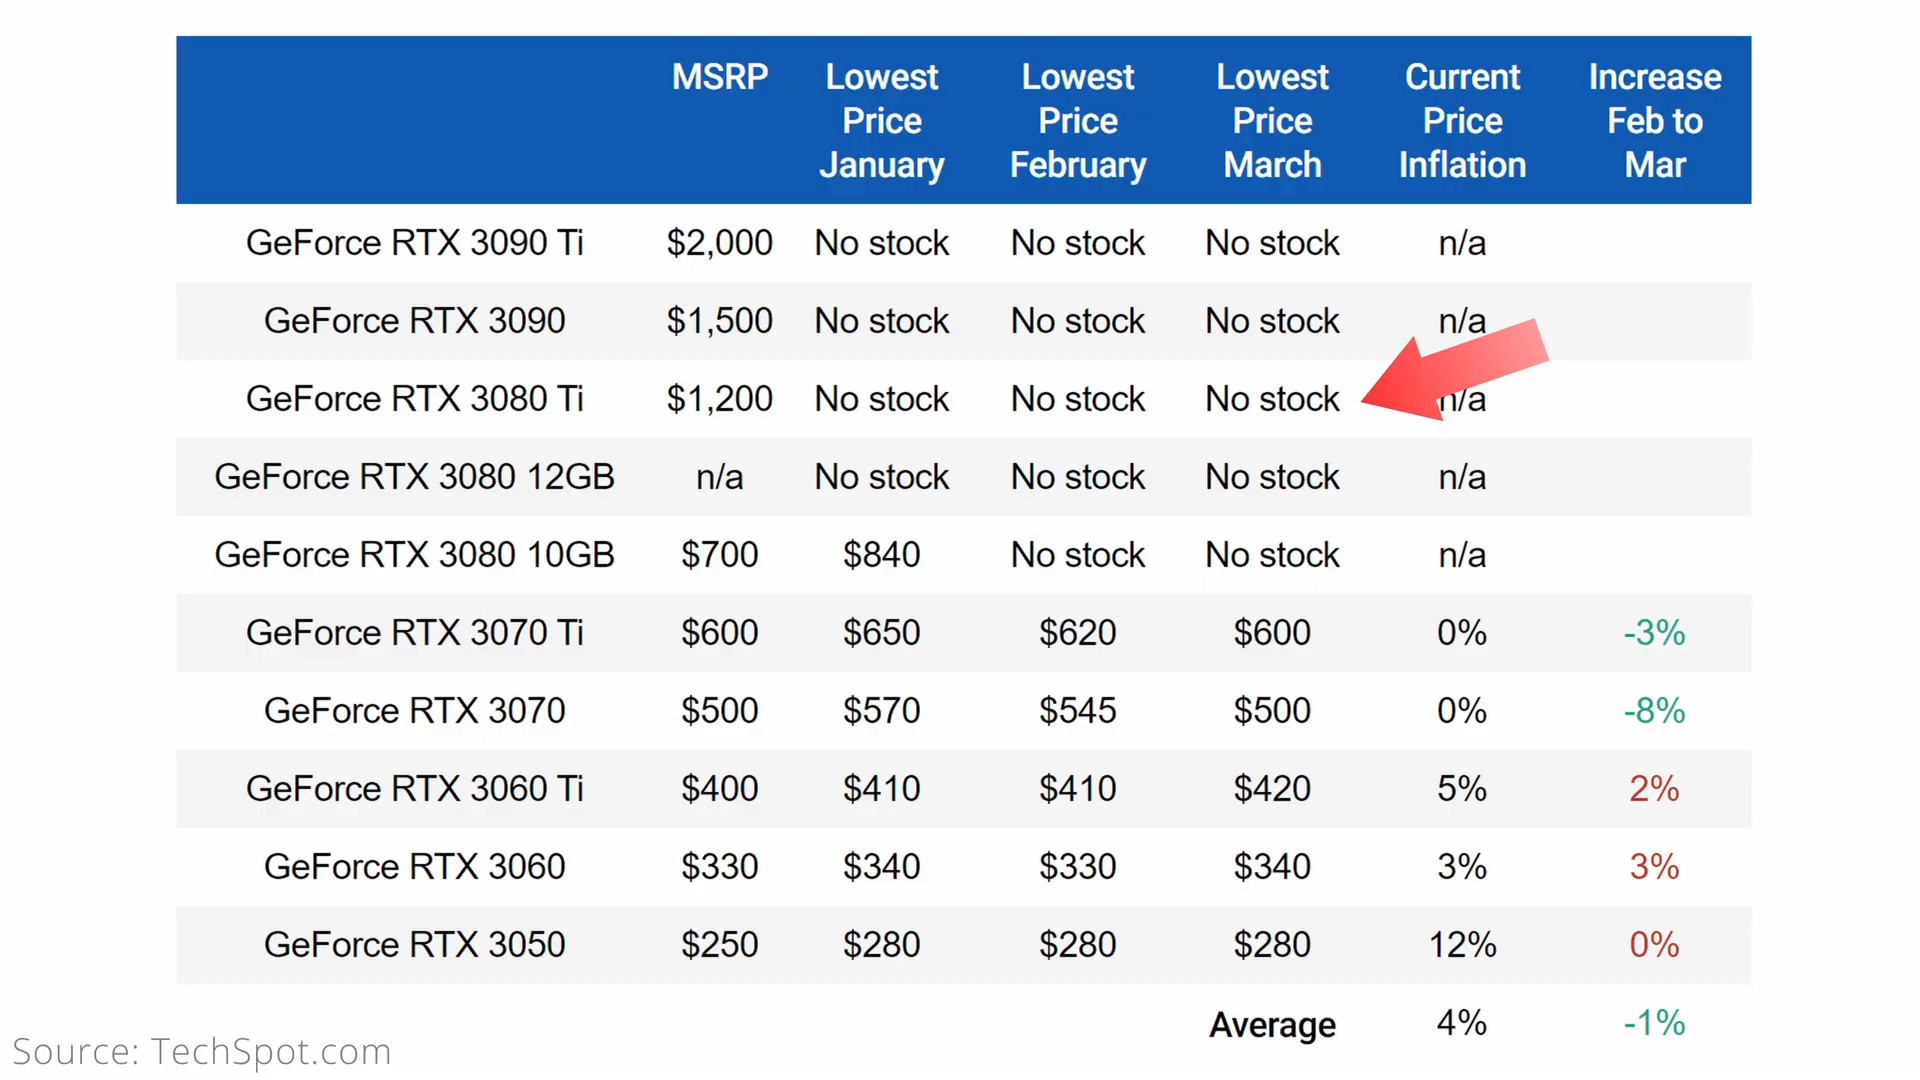 MSRP Lowest Price January Lowest Price February Lowest Price March Current Price Inflation Increase Feb to Mar
GeForce RTX 3090 Ti $2,000 No stock No stock No stock n/a
GeForce RTX 3090 $1,500 No stock No stock No stock n/a
GeForce RTX 3080 Ti $1,200 No stock No stock No stock n/a
GeForce RTX 3080 12GB n/a No stock No stock No stock n/a
GeForce RTX 3080 10GB $700 $840 No stock No stock n/a
GeForce RTX 3070 Ti $600 $650 $620 $600 0% -3%
GeForce RTX 3070 $500 $570 $545 $500 0% -8%
GeForce RTX 3060 Ti $400 $410 $410 $420 5% 2%
GeForce RTX 3060 $330 $340 $330 $340 3% 3%
GeForce RTX 3050 $250 $280 $280 $280 12% 0%
Average 4% -1%
Source: TechSpot.com